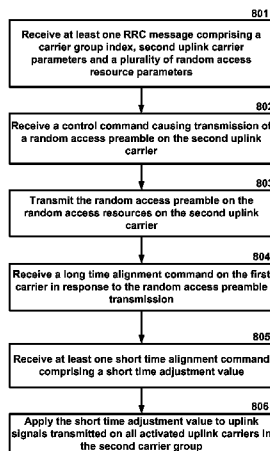 801
Receive at least one RRC message comprising a
carrier group index, second uplink carrier
parameters and a plurality of random access
resource parameters
802
Receive a control command causing transmission of
a random access preamble on the second uplink
carrier
803
Transmit the random access preamble on the
random access resources on the second uplink
carrier
804
Receive a long time alignment command on the first
carrier in response to the random access preamble
transmission
805
Receive at least one short time alignment command
comprising a short time adjustment value
806
Apply the short time adjustment value to uplink
signals transmitted on all activated uplink carriers in
the second carrier group